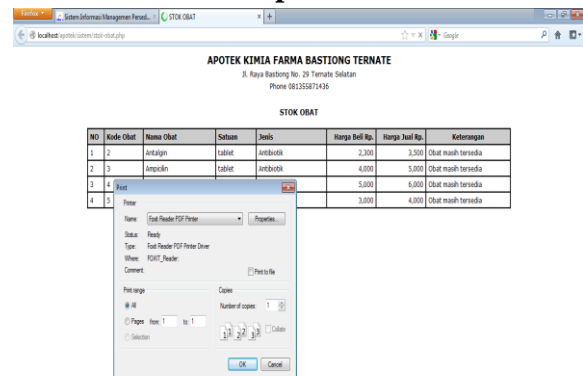 Firefox
Sistem Informasi Managemen Persed... × STOK OBAT × +
localhost/apotek/sistem/stok-obat.php Google
APOTEK KIMIA FARMA BASTIONG TERNATE
Jl. Raya Bastiong No. 29 Ternate Selatan
Phone 081355871436
STOK OBAT
NO Kode Obat Nama Obat Satuan Jenis Harga Beli Rp. Harga Jual Rp. Keterangan
1 2 Antalgin tablet Antibiotik 2,300 3,500 Obat masih tersedia
2 3 Ampicilin tablet Antibiotik 4,000 5,000 Obat masih tersedia
3 4 5,000 6,000 Obat masih tersedia
4 5 3,000 4,000 Obat masih tersedia
Print
Printer
Name: Foxit Reader PDF Printer Properties...
Status: Ready
Type: Foxit Reader PDF Printer Driver
Where: FOXIT_Reader:
Comment: Print to file
Print range Copies
All Number of copies: 1
Pages from: 1 to: 1
Selection 1 1 2 2 3 3 Collate
OK Cancel